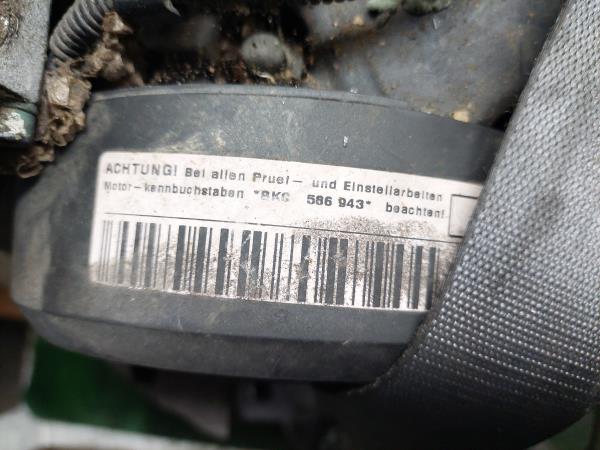 ACHTUNG! Bei allen Pruef- und Einstellarbeiten
Motor-kennbuchstaben *BKC 566 943* beachten!